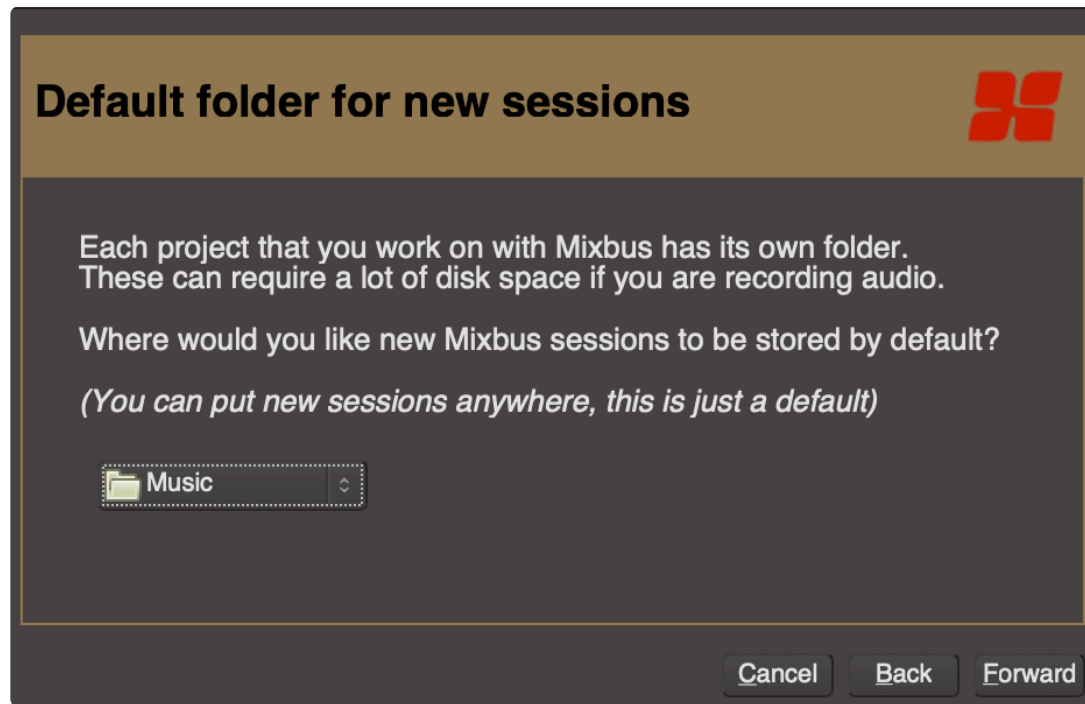 Default folder for new sessions
Each project that you work on with Mixbus has its own folder.
These can require a lot of disk space if you are recording audio.
Where would you like new Mixbus sessions to be stored by default?
(You can put new sessions anywhere, this is just a default)
Music
Cancel Back Forward